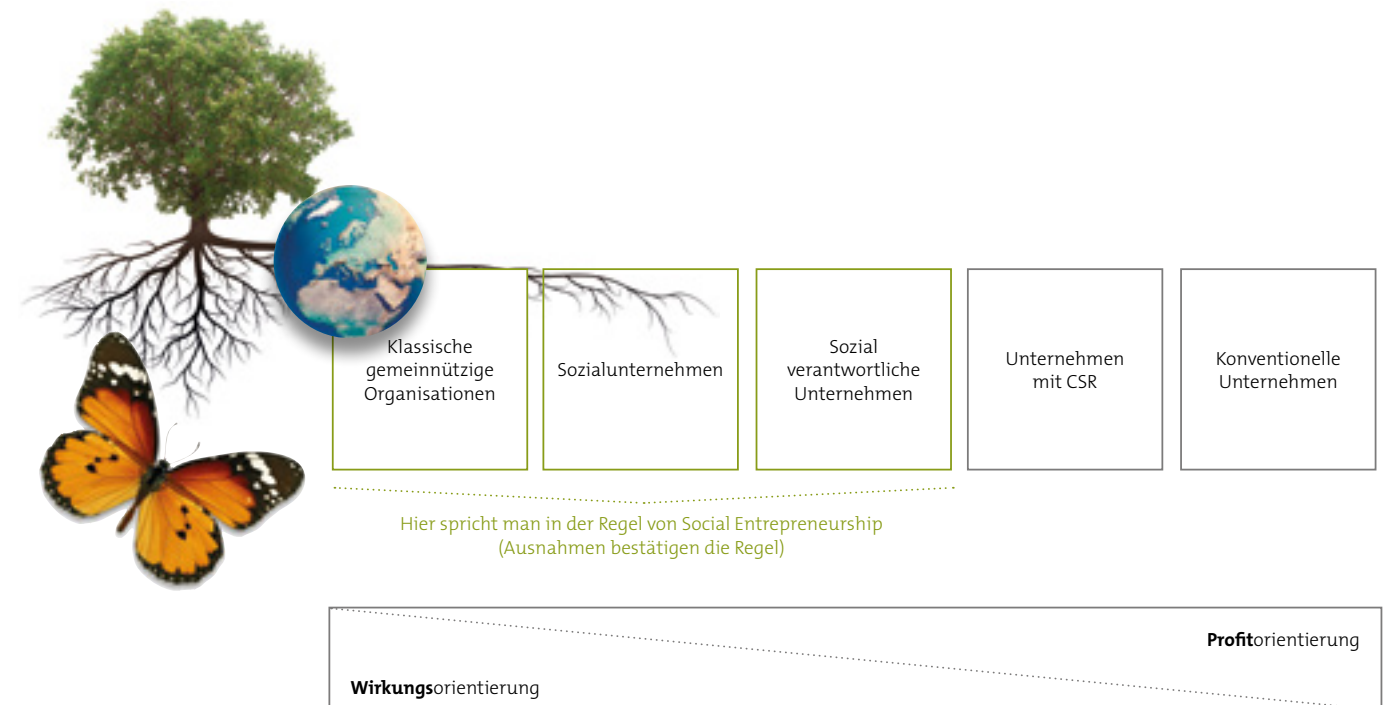 Klassische
gemeinnützige
Organisationen
Sozialunternehmen
Sozial
verantwortliche
Unternehmen
Unternehmen
mit CSR
Konventionelle
Unternehmen
Hier spricht man in der Regel von Social Entrepreneurship
(Ausnahmen bestätigen die Regel)
Profitorientierung
Wirkungsorientierung